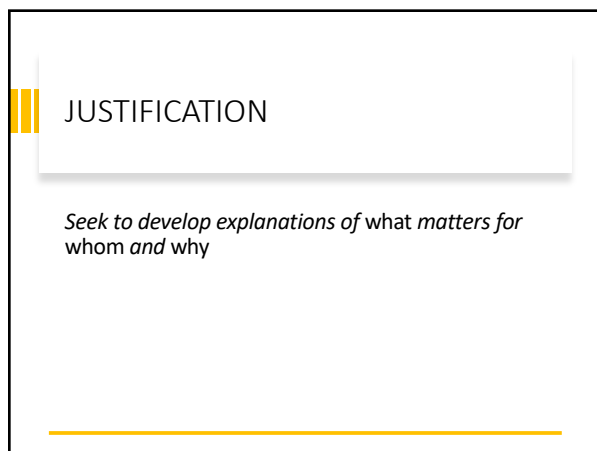 JUSTIFICATION
Seek to develop explanations of what matters for
whom and why